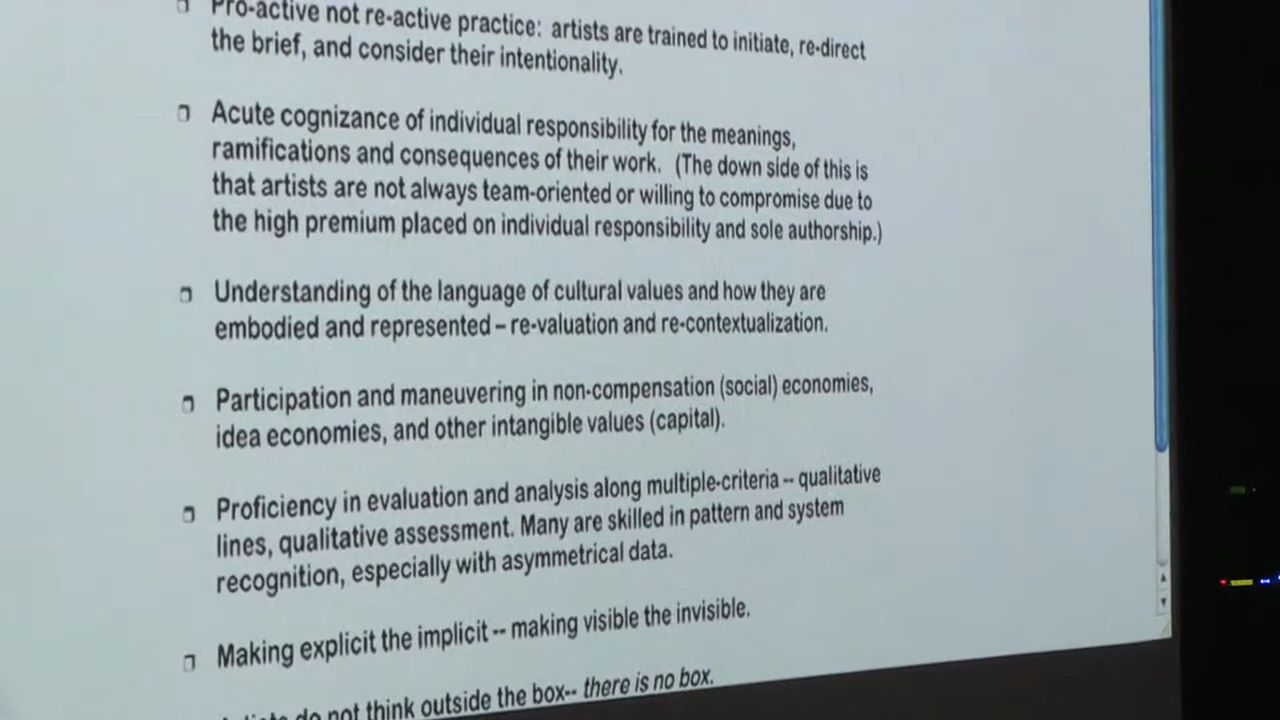 Pro-active not re-active practice: artists are trained to initiate, re-direct
the brief, and consider their intentionality.
Acute cognizance of individual responsibility for the meanings,
ramifications and consequences of their work. (The down side of this is
that artists are not always team-oriented or willing to compromise due to
the high premium placed on individual responsibility and sole authorship.)
Understanding of the language of cultural values and how they are
embodied and represented – re-valuation and re-contextualization.
Participation and maneuvering in non-compensation (social) economies,
idea economies, and other intangible values (capital).
Proficiency in evaluation and analysis along multiple-criteria -- qualitative
lines, qualitative assessment. Many are skilled in pattern and system
recognition, especially with asymmetrical data.
Making explicit the implicit -- making visible the invisible.
do not think outside the box-- there is no box.